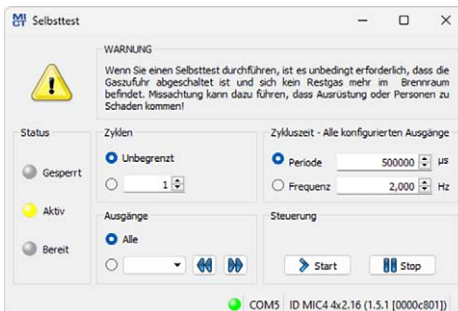 MICT Selbsttest
WARNUNG
Wenn Sie einen Selbsttest durchführen, ist es unbedingt erforderlich, dass die
Gaszufuhr abgeschaltet ist und sich kein Restgas mehr im Brennraum
befindet. Missachtung kann dazu führen, dass Ausrüstung oder Personen zu
Schaden kommen!
Status
Gesperrt
Aktiv
Bereit
Zyklen
Unbegrenzt
1
Zykluszeit - Alle konfigurierten Ausgänge
Periode 500000 µs
Frequenz 2,000 Hz
Ausgänge
Alle
Steuerung
Start Stop
COM5 ID MIC4 4x2.16 (1.5.1 [0000c801])